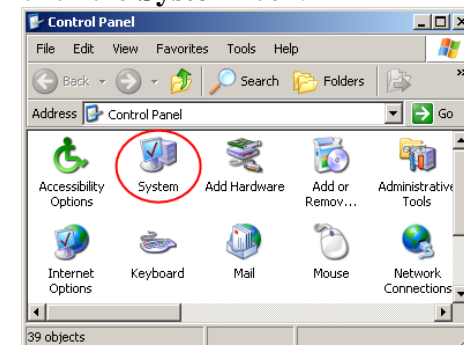 Control Panel
File Edit View Favorites Tools Help
Back Search Folders »
Address Control Panel Go
Accessibility Options System Add Hardware Add or Remov... Administrative Tools
Internet Options Keyboard Mail Mouse Network Connections
39 objects